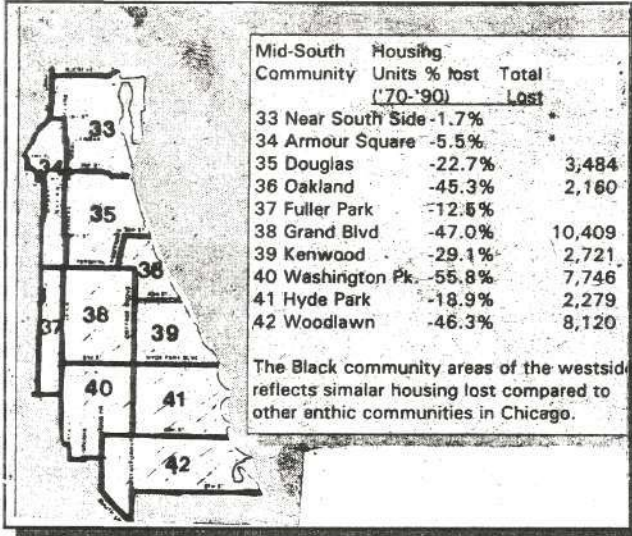 Mid-South Housing
Community Units % lost Total
('70-'90) Lost
33 Near South Side -1.7% *
34 Armour Square -5.5% *
35 Douglas -22.7% 3,484
36 Oakland -45.3% 2,160
37 Fuller Park -12.5%
38 Grand Blvd -47.0% 10,409
39 Kenwood -29.1% 2,721
40 Washington Pk. -55.8% 7,746
41 Hyde Park -18.9% 2,279
42 Woodlawn -46.3% 8,120
The Black community areas of the westside
reflects simalar housing lost compared to
other enthic communities in Chicago.
33
34
35
36
37
38
39
HYDE PARK BLVD
40
41
42